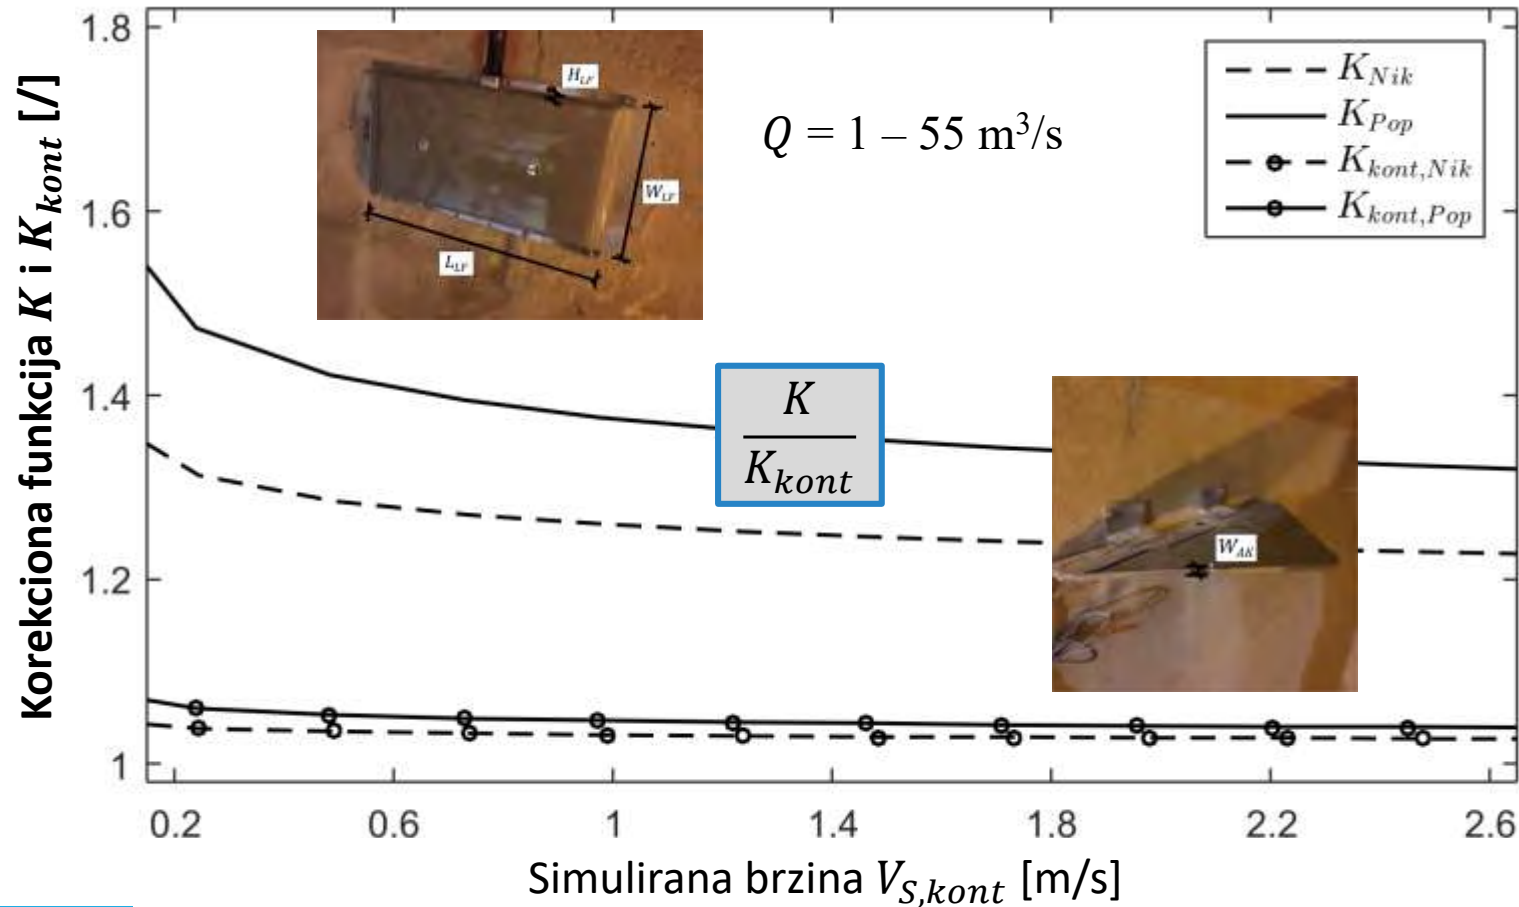 Korekciona funkcija K i K_kont [/]
1.8
1.6
1.4
1.2
1
H_LF
W_LF
L_LF
Q = 1 – 55 m³/s
K_Nik
K_Pop
K_kont,Nik
K_kont,Pop
K
K_kont
W_AK
0.2 0.6 1 1.4 1.8 2.2 2.6
Simulirana brzina V_S,kont [m/s]